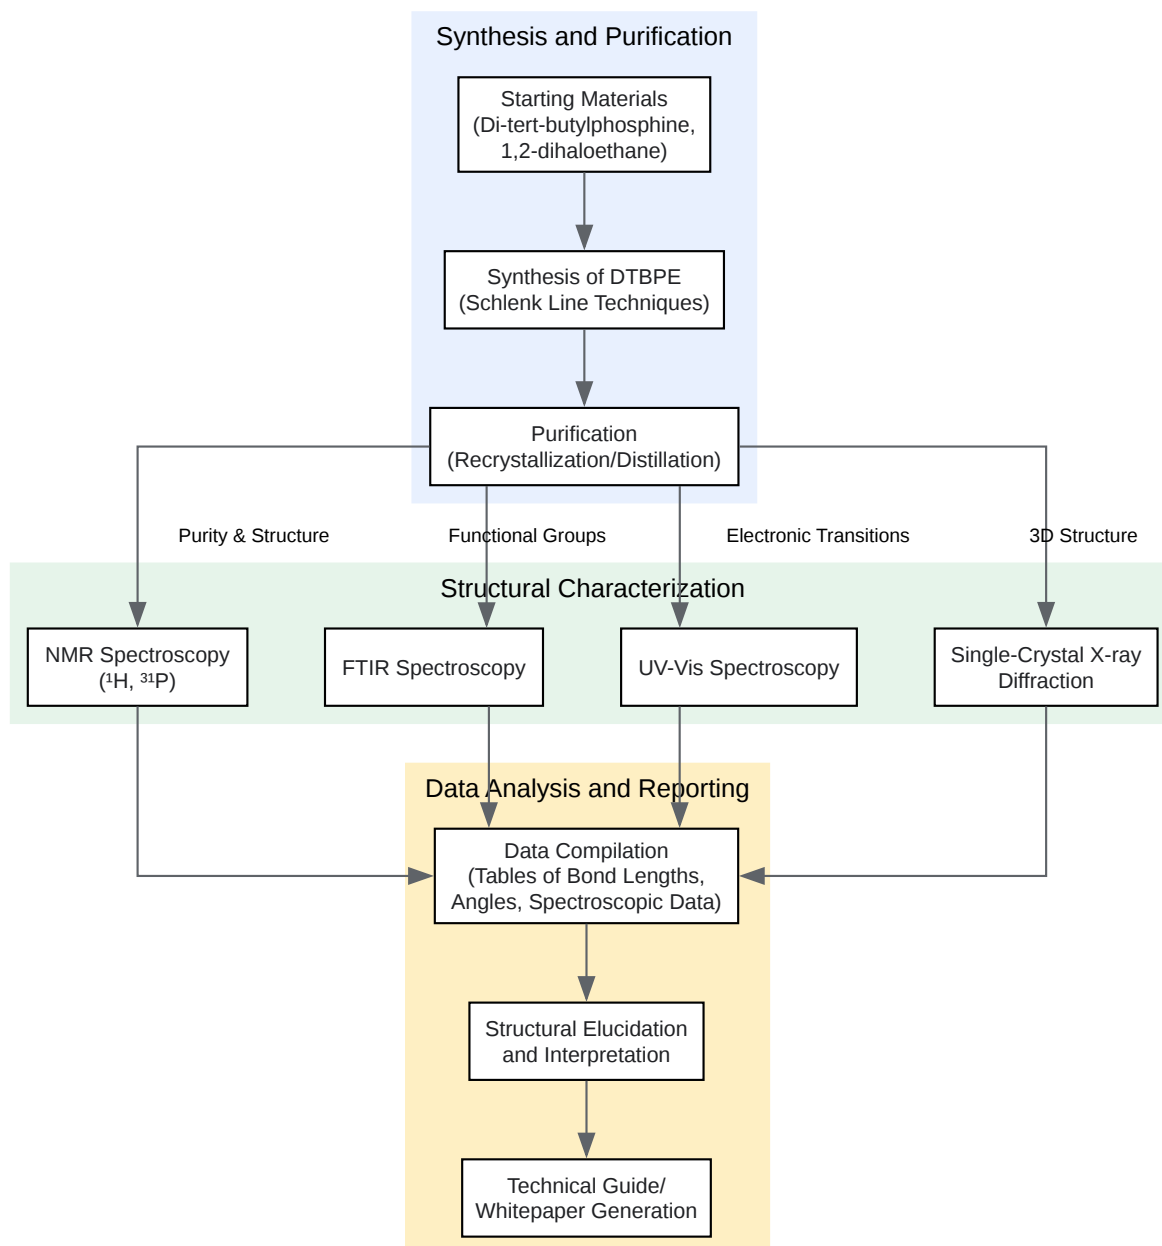 Synthesis and Purification
Starting Materials
(Di-tert-butylphosphine,
1,2-dihaloethane)
Synthesis of DTBPE
(Schlenk Line Techniques)
Purification
(Recrystallization/Distillation)
Purity & Structure
Functional Groups
Electronic Transitions
3D Structure
Structural Characterization
NMR Spectroscopy
(¹H, ³¹P)
FTIR Spectroscopy
UV-Vis Spectroscopy
Single-Crystal X-ray
Diffraction
Data Analysis and Reporting
Data Compilation
(Tables of Bond Lengths,
Angles, Spectroscopic Data)
Structural Elucidation
and Interpretation
Technical Guide/
Whitepaper Generation